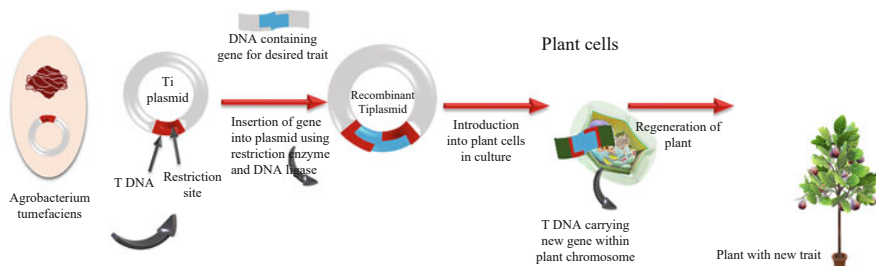 Agrobacterium
tumefaciens
Ti
plasmid
T DNA
Restriction
site
DNA containing
gene for desired trait
Insertion of gene
into plasmid using
restriction enzyme
and DNA ligase
Recombinant
Tiplasmid
Introduction
into plant cells
in culture
Plant cells
T DNA carrying
new gene within
plant chromosome
Regeneration of
plant
Plant with new trait